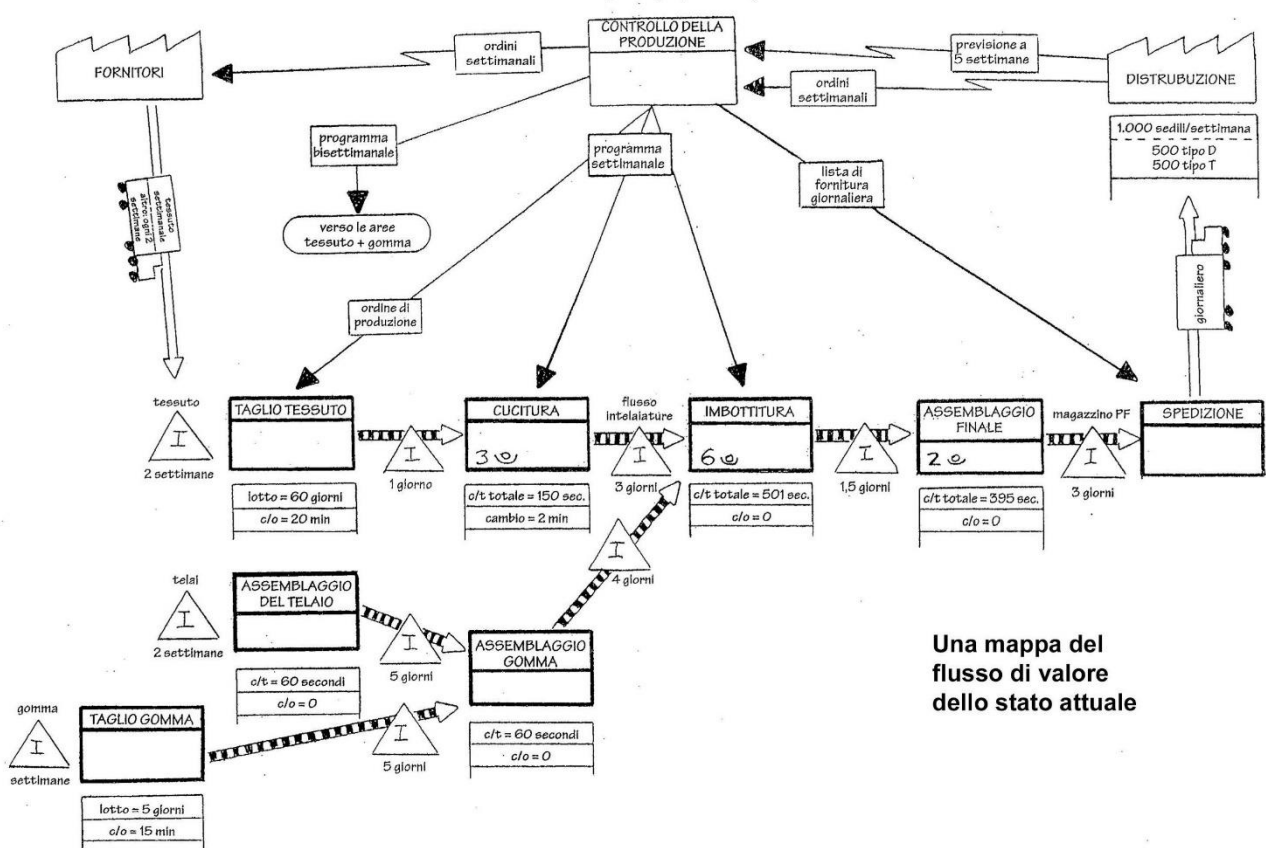 CONTROLLO DELLA
PRODUZIONE
FORNITORI
ordini
settimanali
previsione a
5 settimane
ordini
settimanali
DISTRUBUZIONE
1.000 sedili/settimana
500 tipo D
500 tipo T
programma
bisettimanale
programma
settimanale
lista di
fornitura
giornaliera
verso le aree
tessuto + gomma
ordine di
produzione
tessuto
settimanale
altro: ogni 2
settimane
giornaliero
tessuto
I
2 settimane
TAGLIO TESSUTO
lotto = 60 giorni
c/o = 20 min
I
1 giorno
CUCITURA
3
c/t totale = 150 sec.
cambio = 2 min
flusso
intelaiature
I
3 giorni
IMBOTTITURA
6
c/t totale = 501 sec.
c/o = 0
I
1,5 giorni
ASSEMBLAGGIO
FINALE
2
c/t totale = 395 sec.
c/o = 0
magazzino PF
I
3 giorni
SPEDIZIONE
I
4 giorni
telai
I
2 settimane
ASSEMBLAGGIO
DEL TELAIO
c/t = 60 secondi
c/o = 0
I
5 giorni
ASSEMBLAGGIO
GOMMA
c/t = 60 secondi
c/o = 0
gomma
I
settimane
TAGLIO GOMMA
lotto = 5 giorni
c/o = 15 min
I
5 giorni
Una mappa del
flusso di valore
dello stato attuale